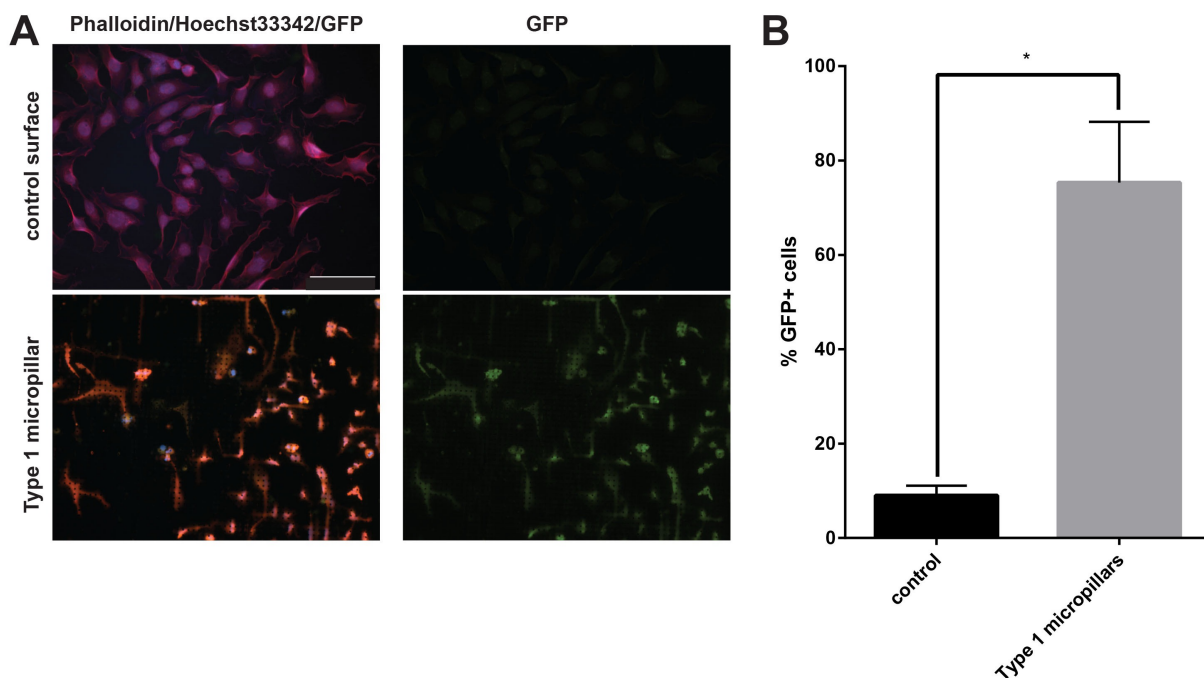 A
Phalloidin/Hoechst33342/GFP
GFP
control surface
Type 1 micropillar
B
*
100
80
60
40
20
0
% GFP+ cells
control
Type 1 micropillars